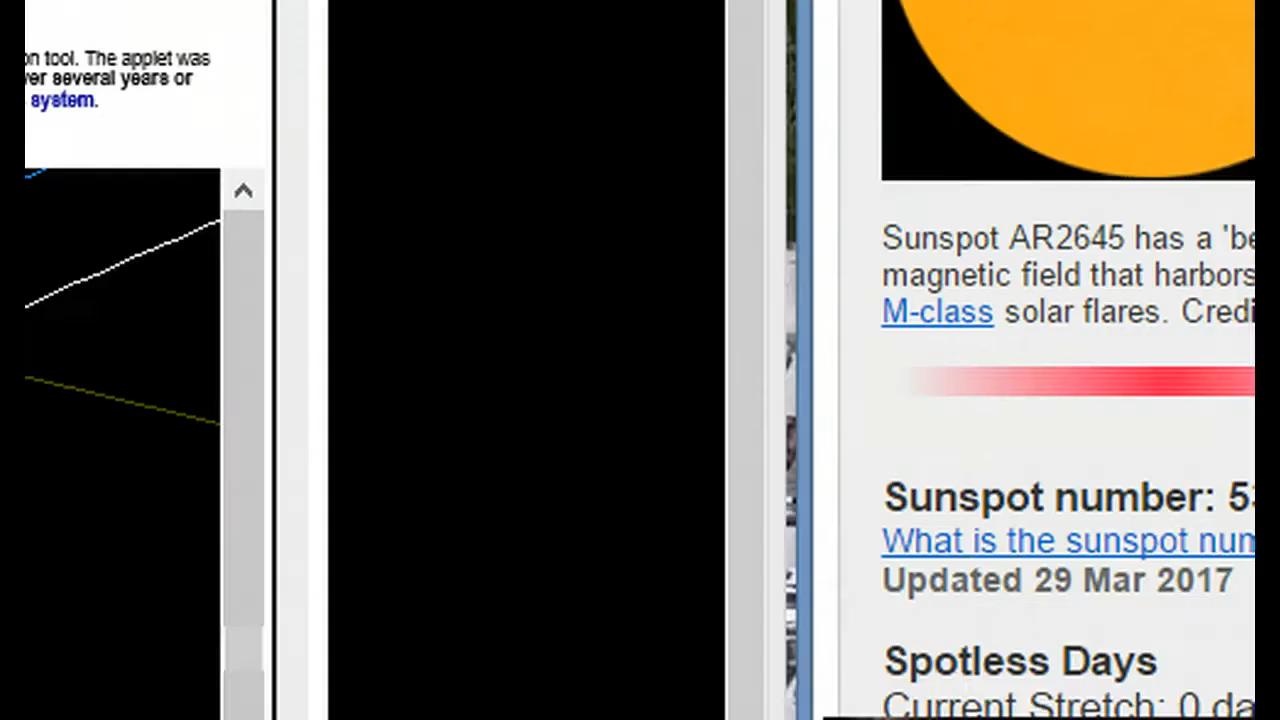 on tool. The applet was
ver several years or
system.
Sunspot AR2645 has a 'be
magnetic field that harbors
M-class solar flares. Credi
Sunspot number: 5
What is the sunspot num
Updated 29 Mar 2017
Spotless Days
Current Stretch: 0 da